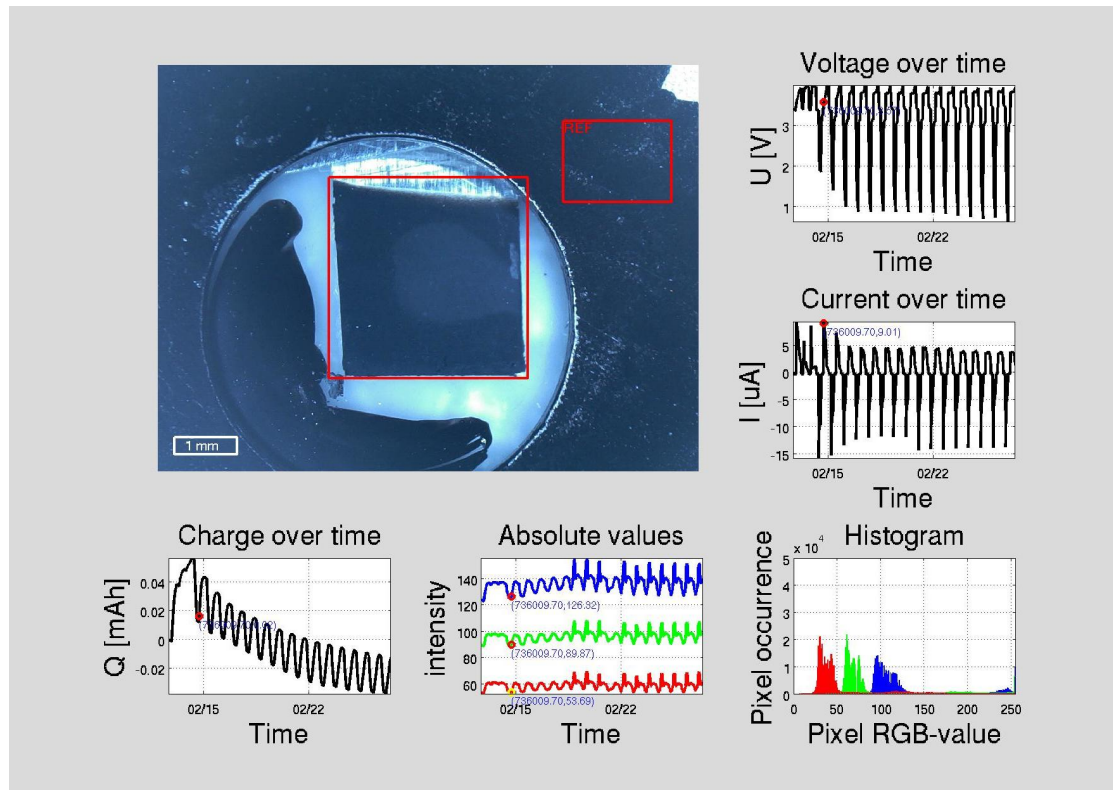 REF
1 mm
Voltage over time
U [V]
3
2
1
02/15
02/22
Time
Current over time
(736009.70,9.01)
I [uA]
5
0
-5
-10
-15
02/15
02/22
Time
Charge over time
Q [mAh]
0.04
0.02
0
-0.02
02/15
02/22
Time
Absolute values
intensity
140
120
100
80
60
(736009.70,126.82)
(736009.70,89.87)
(736009.70,53.69)
02/15
02/22
Time
Histogram
x 10^4
Pixel occurrence
5
4
3
2
1
0
0
50
100
150
200
250
Pixel RGB-value